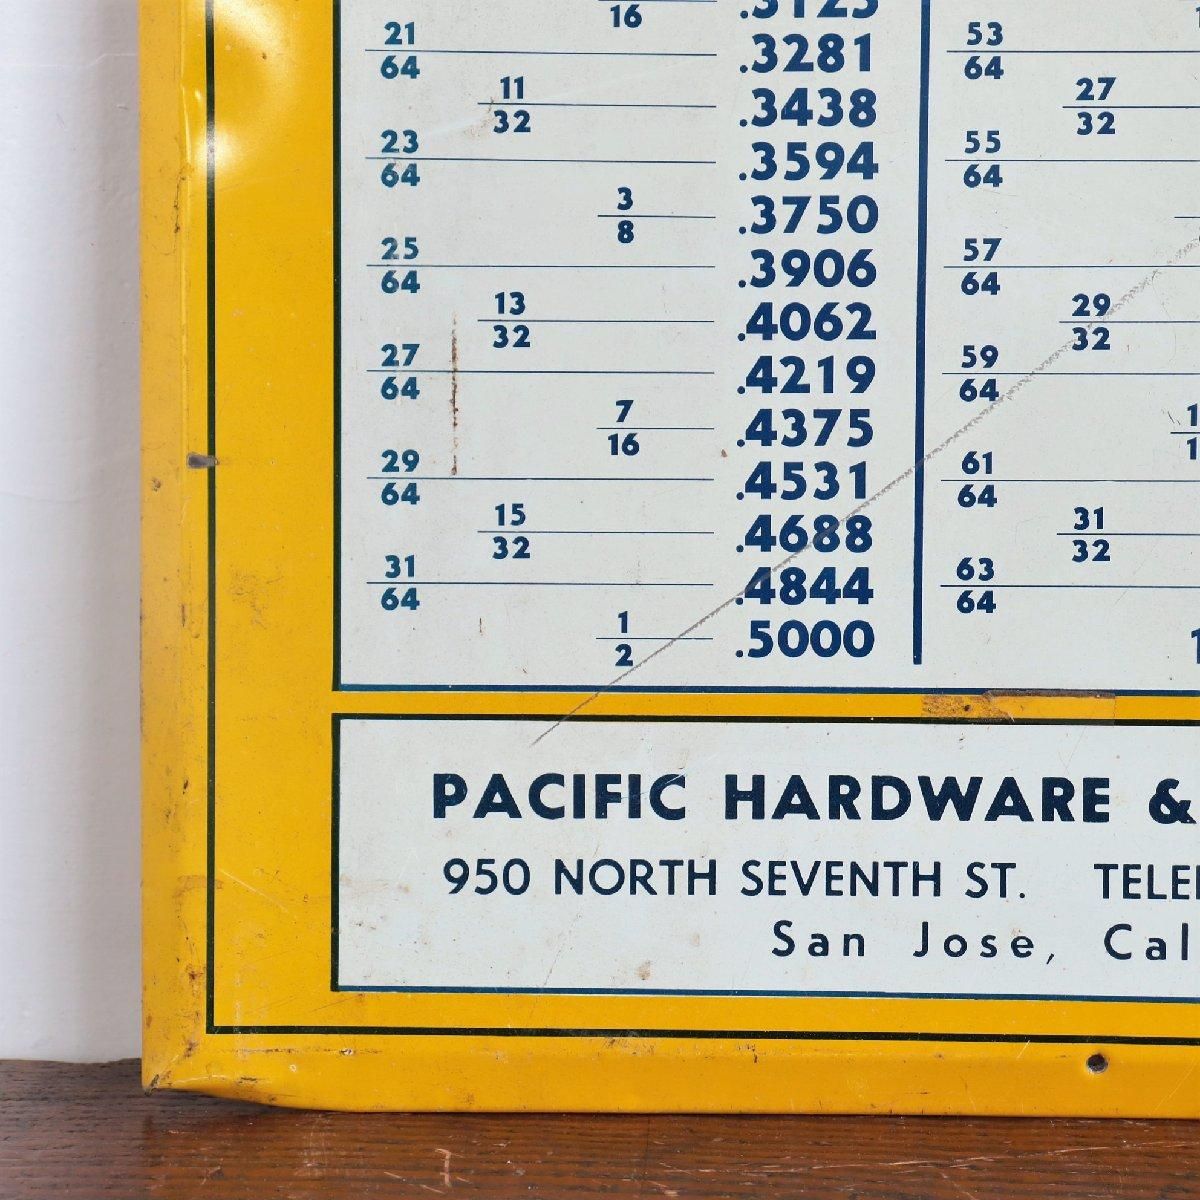 16 .3125
21/64 .3281 53/64
11/32 .3438 27/32
23/64 .3594 55/64
3/8 .3750
25/64 .3906 57/64
13/32 .4062 29/32
27/64 .4219 59/64
7/16 .4375
29/64 .4531 61/64
15/32 .4688 31/32
31/64 .4844 63/64
1/2 .5000 1
PACIFIC HARDWARE &
950 NORTH SEVENTH ST. TELE
San Jose, Cal